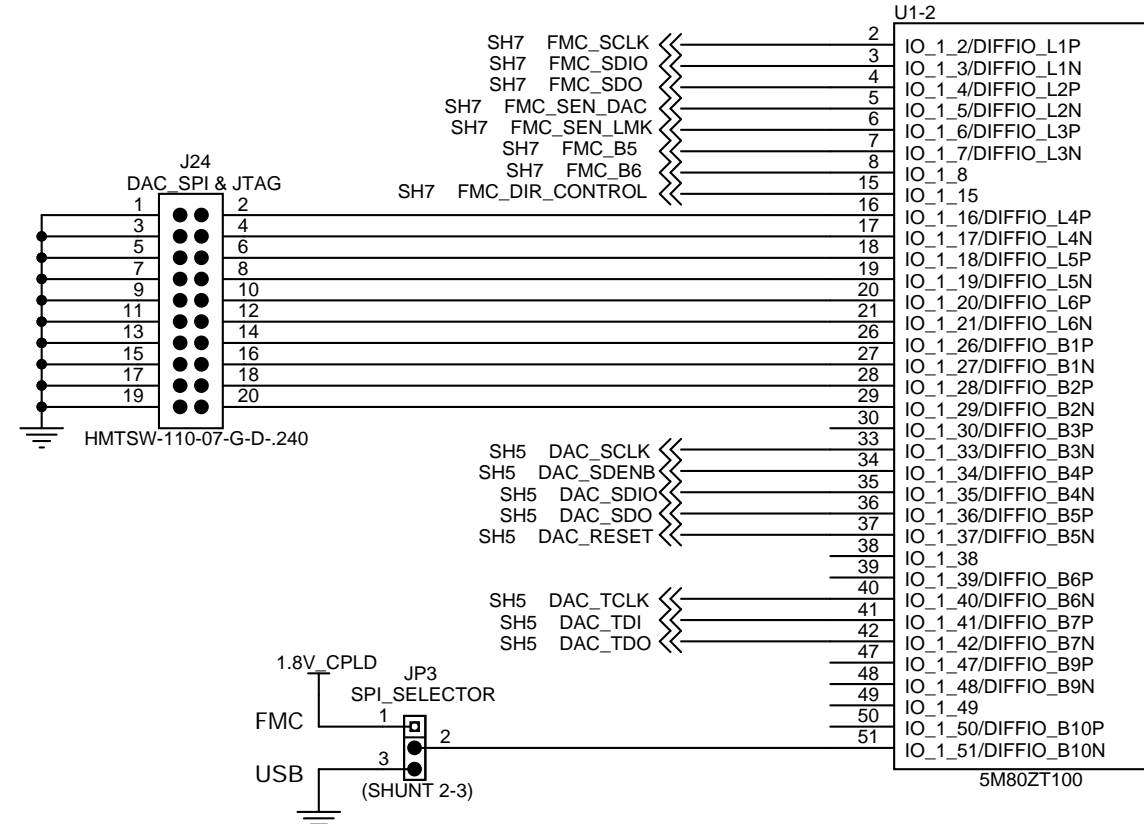 U1-2
SH7 FMC_SCLK 2 IO_1_2/DIFFIO_L1P
SH7 FMC_SDIO 3 IO_1_3/DIFFIO_L1N
SH7 FMC_SDO 4 IO_1_4/DIFFIO_L2P
SH7 FMC_SEN_DAC 5 IO_1_5/DIFFIO_L2N
SH7 FMC_SEN_LMK 6 IO_1_6/DIFFIO_L3P
SH7 FMC_B5 7 IO_1_7/DIFFIO_L3N
SH7 FMC_B6 8 IO_1_8
SH7 FMC_DIR_CONTROL 15 IO_1_15
J24
DAC_SPI & JTAG
1 2 16 IO_1_16/DIFFIO_L4P
3 4 17 IO_1_17/DIFFIO_L4N
5 6 18 IO_1_18/DIFFIO_L5P
7 8 19 IO_1_19/DIFFIO_L5N
9 10 20 IO_1_20/DIFFIO_L6P
11 12 21 IO_1_21/DIFFIO_L6N
13 14 26 IO_1_26/DIFFIO_B1P
15 16 27 IO_1_27/DIFFIO_B1N
17 18 28 IO_1_28/DIFFIO_B2P
19 20 29 IO_1_29/DIFFIO_B2N
HMTSW-110-07-G-D-.240
30 IO_1_30/DIFFIO_B3P
SH5 DAC_SCLK 33 IO_1_33/DIFFIO_B3N
SH5 DAC_SDENB 34 IO_1_34/DIFFIO_B4P
SH5 DAC_SDIO 35 IO_1_35/DIFFIO_B4N
SH5 DAC_SDO 36 IO_1_36/DIFFIO_B5P
SH5 DAC_RESET 37 IO_1_37/DIFFIO_B5N
38 IO_1_38
39 IO_1_39/DIFFIO_B6P
SH5 DAC_TCLK 40 IO_1_40/DIFFIO_B6N
SH5 DAC_TDI 41 IO_1_41/DIFFIO_B7P
SH5 DAC_TDO 42 IO_1_42/DIFFIO_B7N
47 IO_1_47/DIFFIO_B9P
48 IO_1_48/DIFFIO_B9N
49 IO_1_49
50 IO_1_50/DIFFIO_B10P
51 IO_1_51/DIFFIO_B10N
5M80ZT100
1.8V_CPLD
JP3
SPI_SELECTOR
FMC 1
2
USB 3
(SHUNT 2-3)